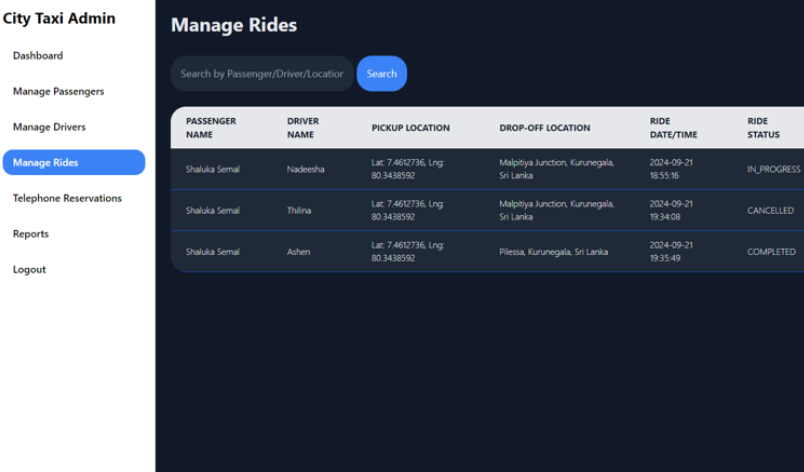 City Taxi Admin
Dashboard
Manage Passengers
Manage Drivers
Manage Rides
Telephone Reservations
Reports
Logout
Manage Rides
Search by Passenger/Driver/Location
Search
PASSENGER NAME DRIVER NAME PICKUP LOCATION DROP-OFF LOCATION RIDE DATE/TIME RIDE STATUS
Shaluka Semal Nadeesha Lat: 7.4612736, Lng: 80.3438592 Malpitiya Junction, Kurunegala, Sri Lanka 2024-09-21 18:55:16 IN_PROGRESS
Shaluka Semal Thilina Lat: 7.4612736, Lng: 80.3438592 Malpitiya Junction, Kurunegala, Sri Lanka 2024-09-21 19:34:08 CANCELLED
Shaluka Semal Ashen Lat: 7.4612736, Lng: 80.3438592 Pilessa, Kurunegala, Sri Lanka 2024-09-21 19:35:49 COMPLETED